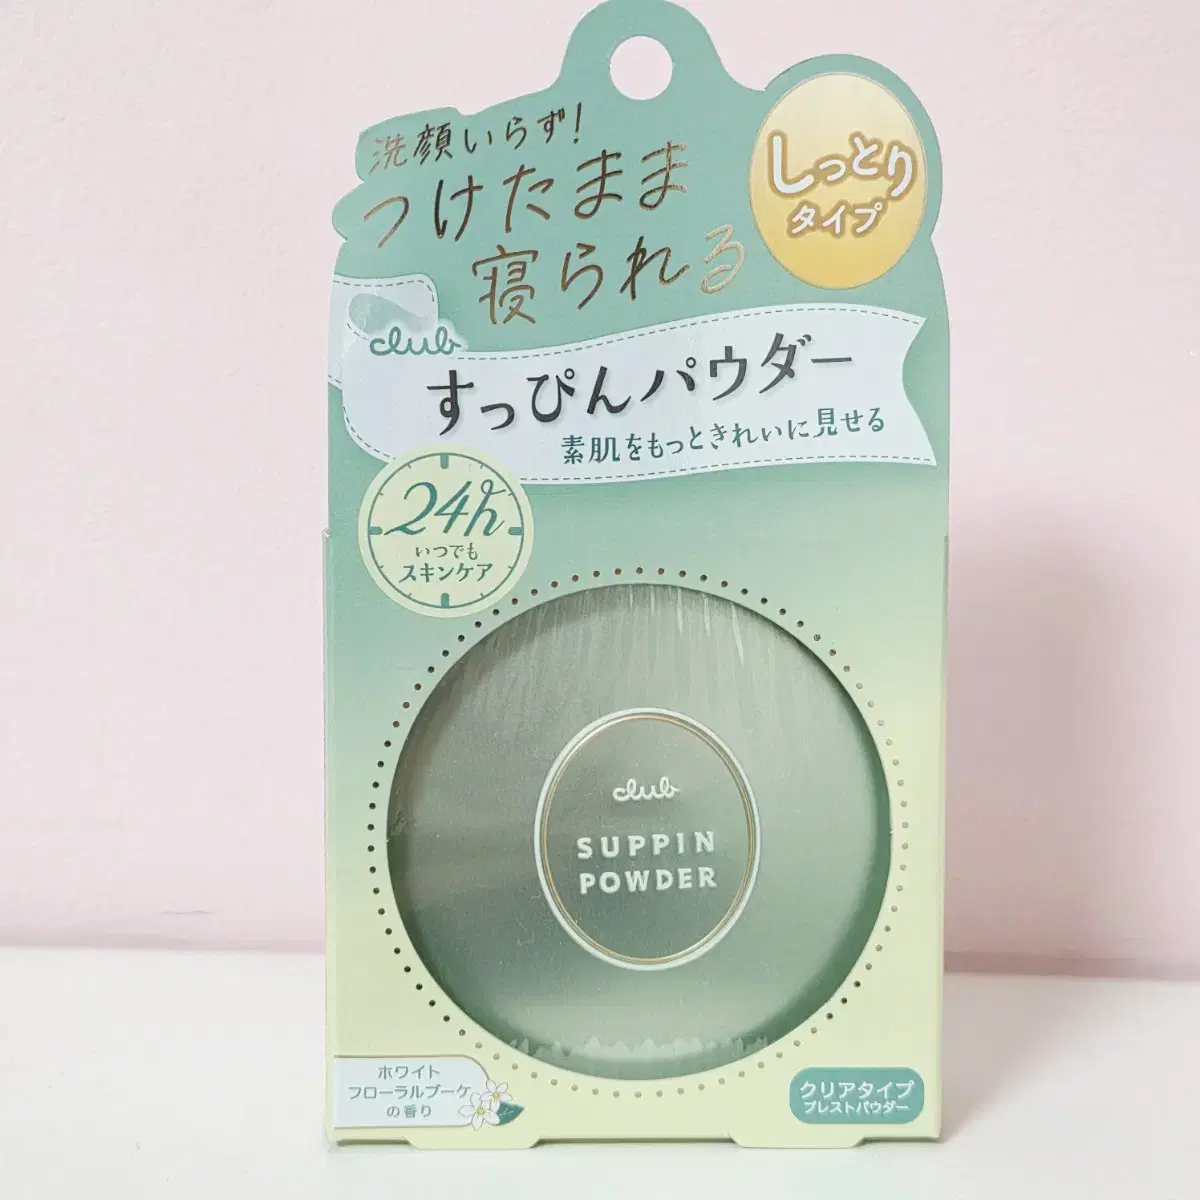 洗顔いらず!
つけたまま
寝られる
しっとり
タイプ
club
すっぴんパウダー
素肌をもっときれいに見せる
24h
いつでも
スキンケア
club
SUPPIN
POWDER
ホワイト
フローラルブーケ
の香り
クリアタイプ
プレストパウダー